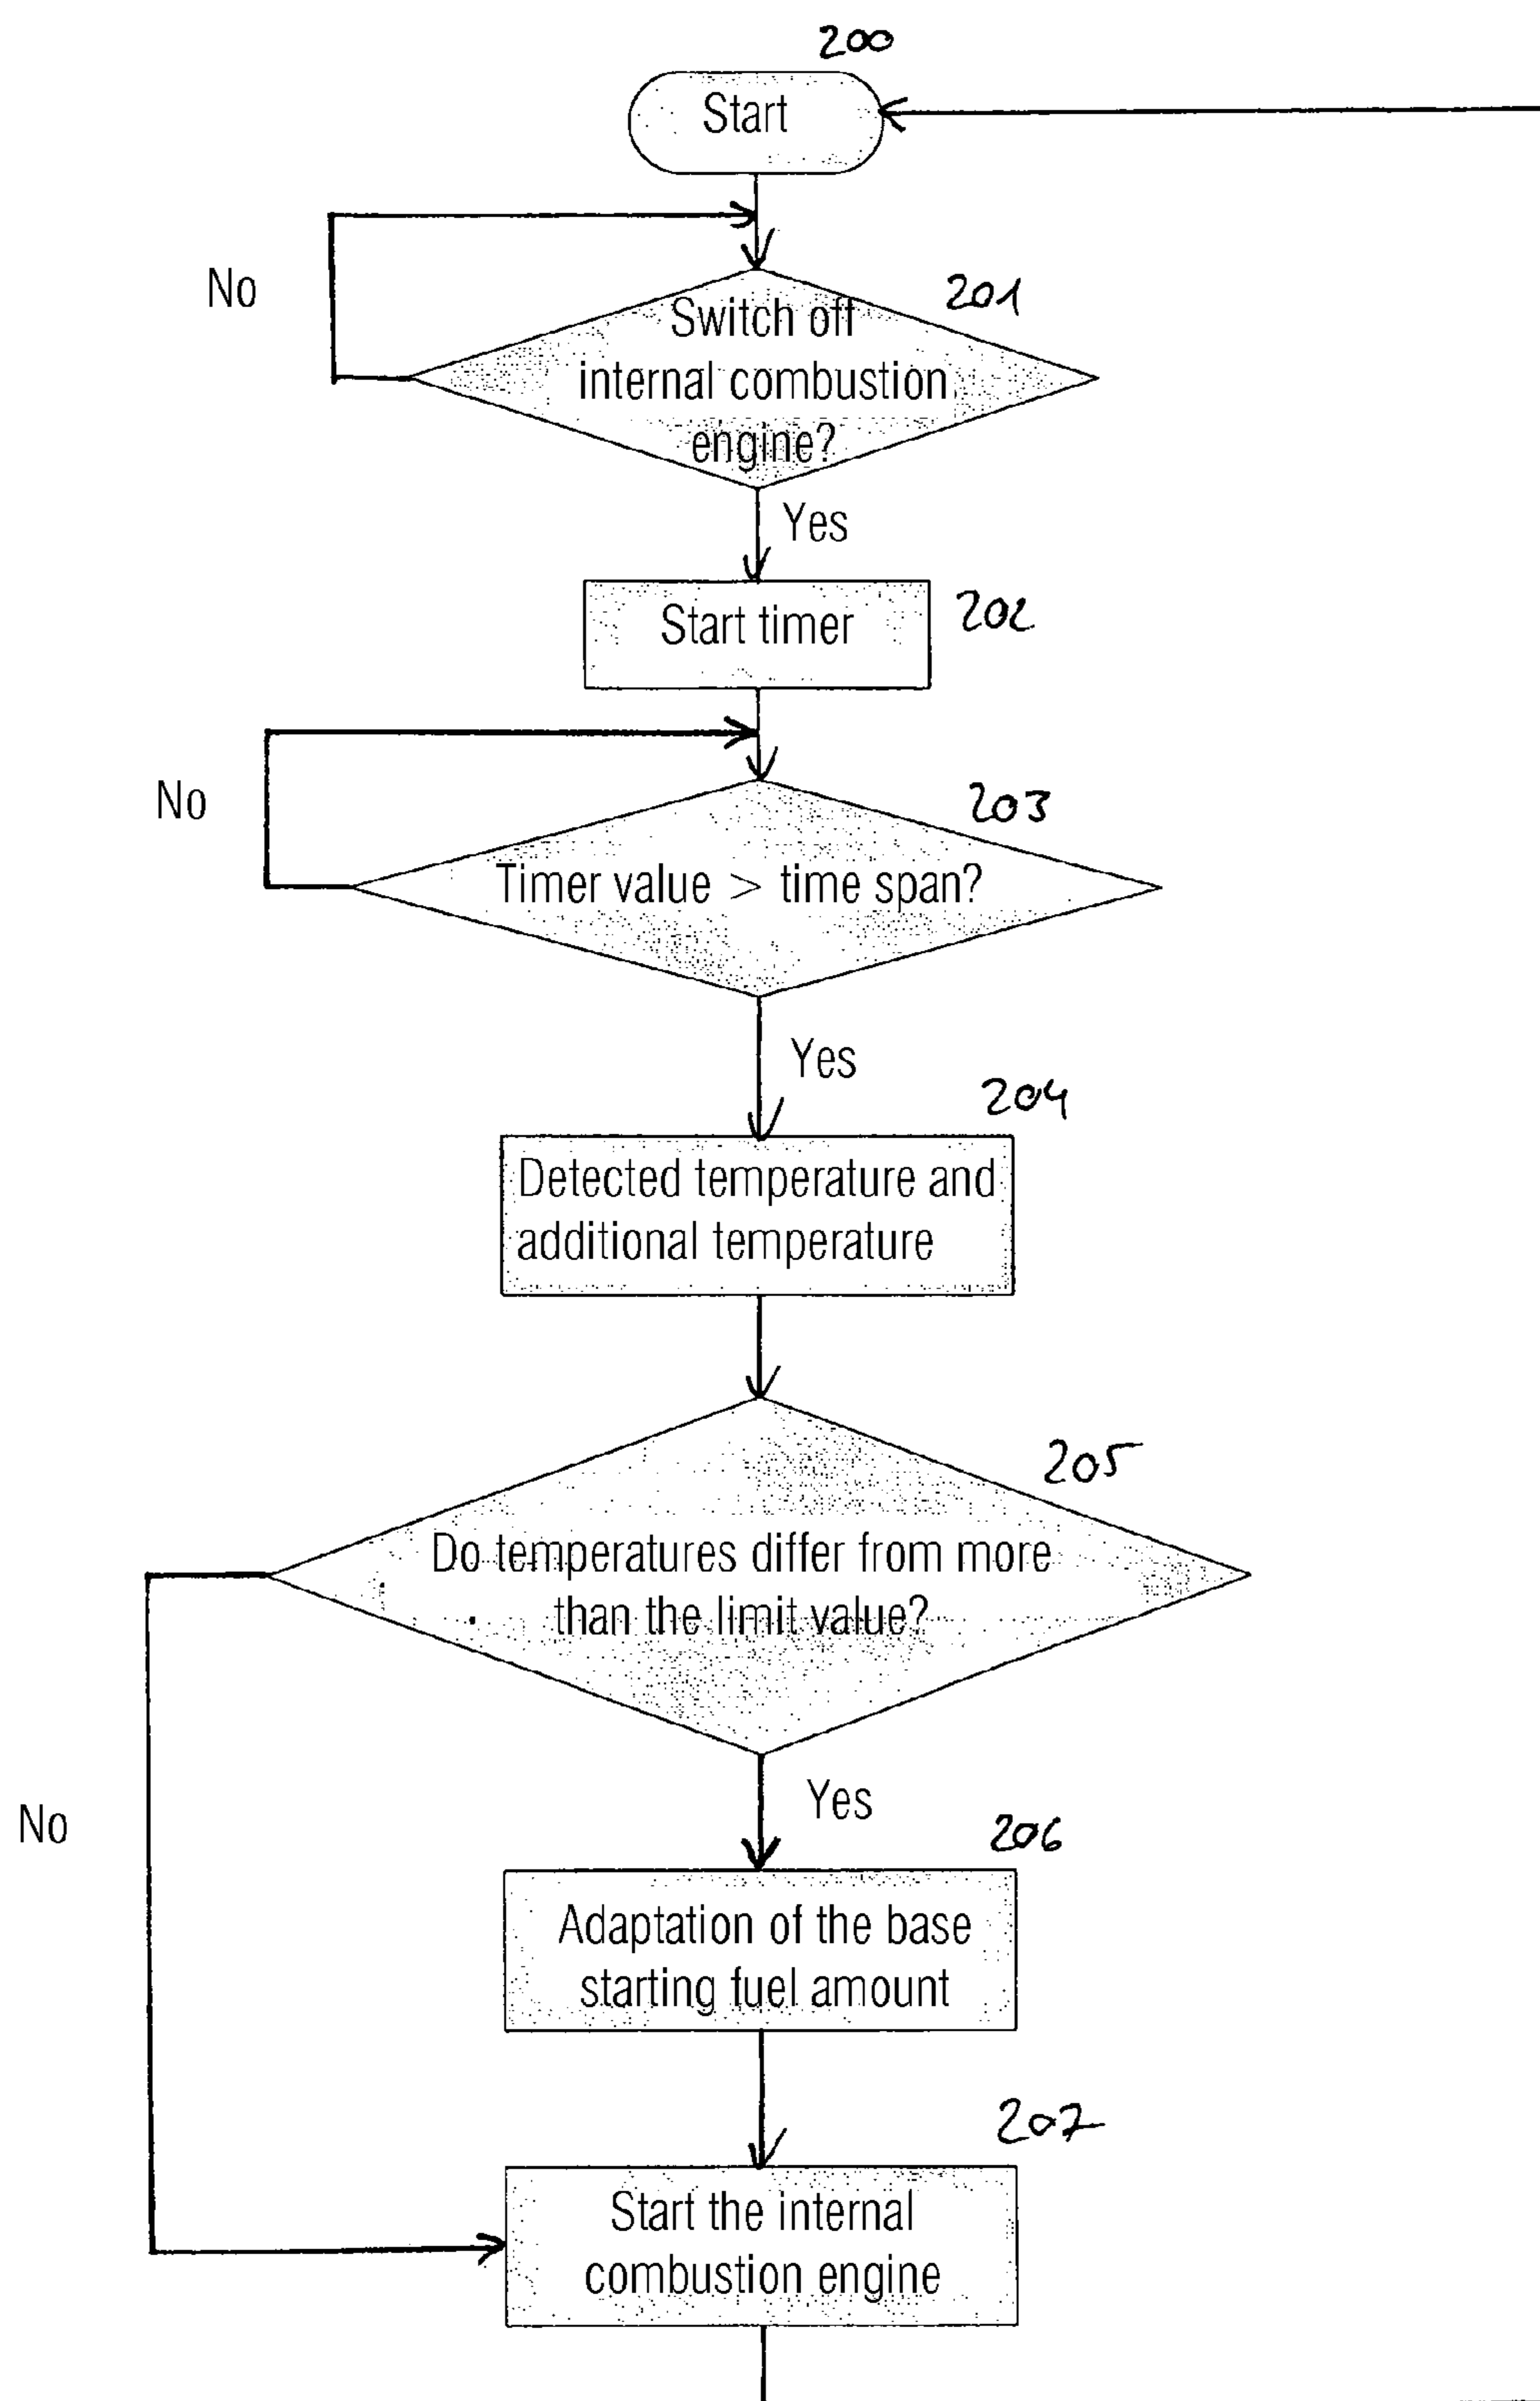 200
Start
No
201
Switch off
internal combustion
engine?
Yes
Start timer
202
No
203
Timer value > time span?
Yes
204
Detected temperature and
additional temperature
205
Do temperatures differ from more
than the limit value?
No
Yes
206
Adaptation of the base
starting fuel amount
207
Start the internal
combustion engine